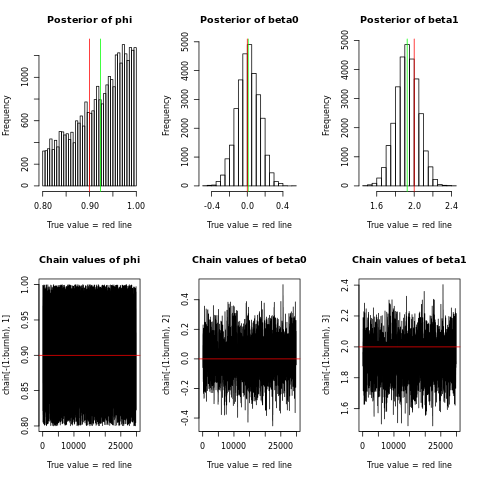 Posterior of phi
Posterior of beta0
Posterior of beta1
Frequency
0 200 600 1000
0.80 0.90 1.00
True value = red line
Frequency
0 1000 2000 3000 4000 5000
-0.4 0.0 0.4
True value = red line
Frequency
0 1000 2000 3000 4000 5000
1.6 2.0 2.4
True value = red line
Chain values of phi
Chain values of beta0
Chain values of beta1
chain[-(1:burnIn), 1]
0.80 0.85 0.90 0.95 1.00
0 10000 25000
True value = red line
chain[-(1:burnIn), 2]
-0.4 -0.2 0.0 0.2 0.4
0 10000 25000
True value = red line
chain[-(1:burnIn), 3]
1.6 1.8 2.0 2.2 2.4
0 10000 25000
True value = red line